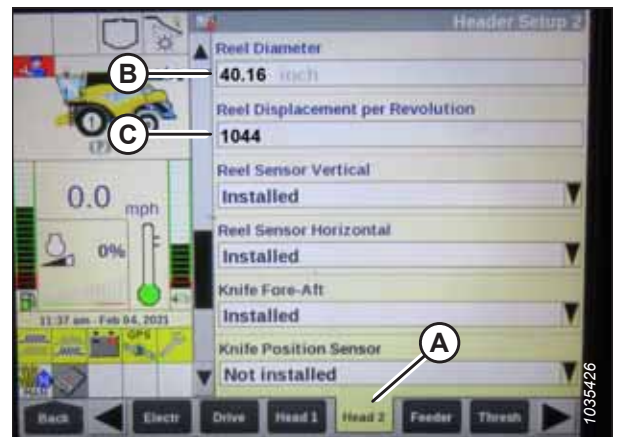 Header Setup 2
Reel Diameter
B
40.16 inch
Reel Displacement per Revolution
C
1044
Reel Sensor Vertical
Installed
0.0 mph
Reel Sensor Horizontal
0%
Installed
Knife Fore-Aft
Installed
11:37 am - Feb 04, 2021
GPS
Knife Position Sensor
A
Not installed
Back
Electr
Drive
Head 1
Head 2
Feeder
Thresh
1035426